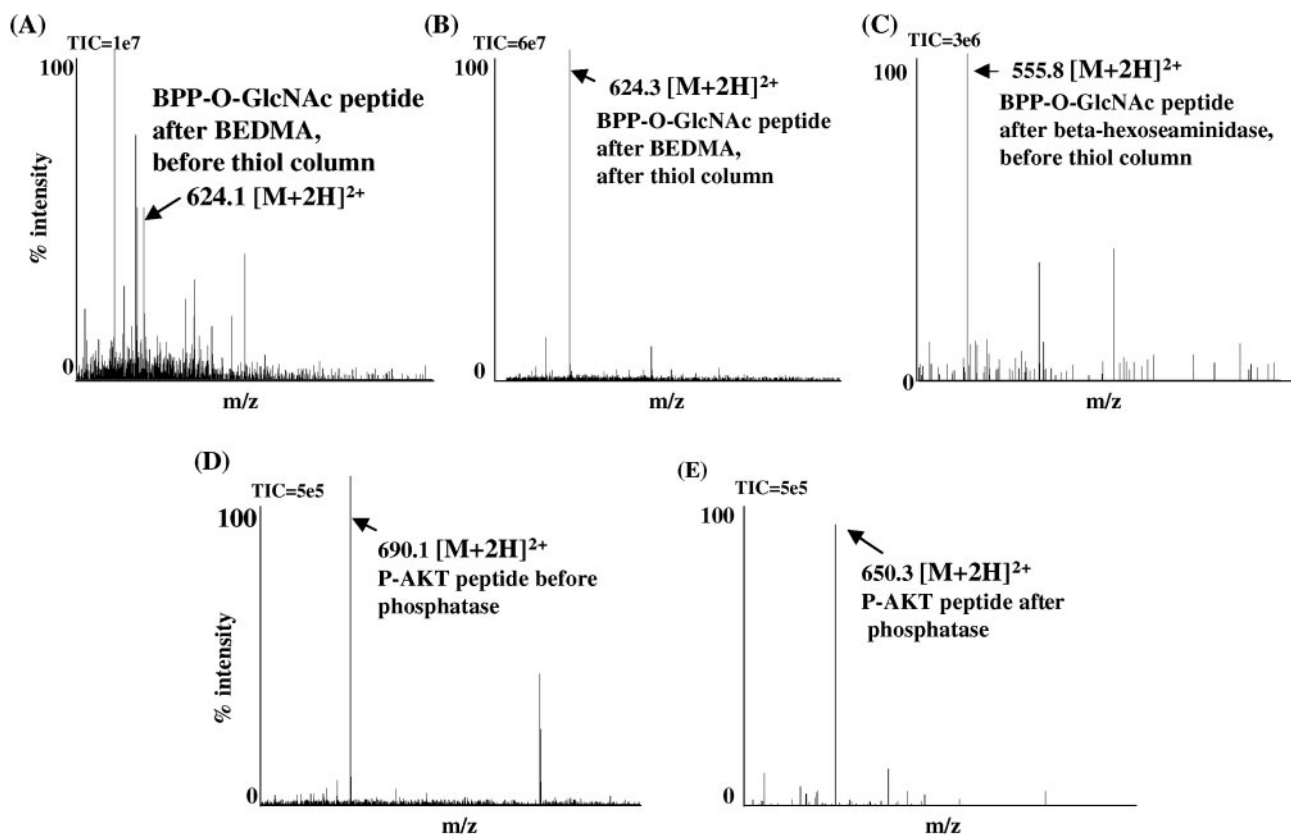 (A)
TIC=1e7
100
BPP-O-GlcNAc peptide
after BEDMA,
before thiol column
624.1 [M+2H]²⁺
% intensity
0
m/z
(B)
TIC=6e7
100
624.3 [M+2H]²⁺
BPP-O-GlcNAc peptide
after BEDMA,
after thiol column
0
m/z
(C)
TIC=3e6
100
555.8 [M+2H]²⁺
BPP-O-GlcNAc peptide
after beta-hexoseaminidase,
before thiol column
0
m/z
(D)
TIC=5e5
100
690.1 [M+2H]²⁺
P-AKT peptide before
phosphatase
% intensity
0
m/z
(E)
TIC=5e5
100
650.3 [M+2H]²⁺
P-AKT peptide after
phosphatase
0
m/z